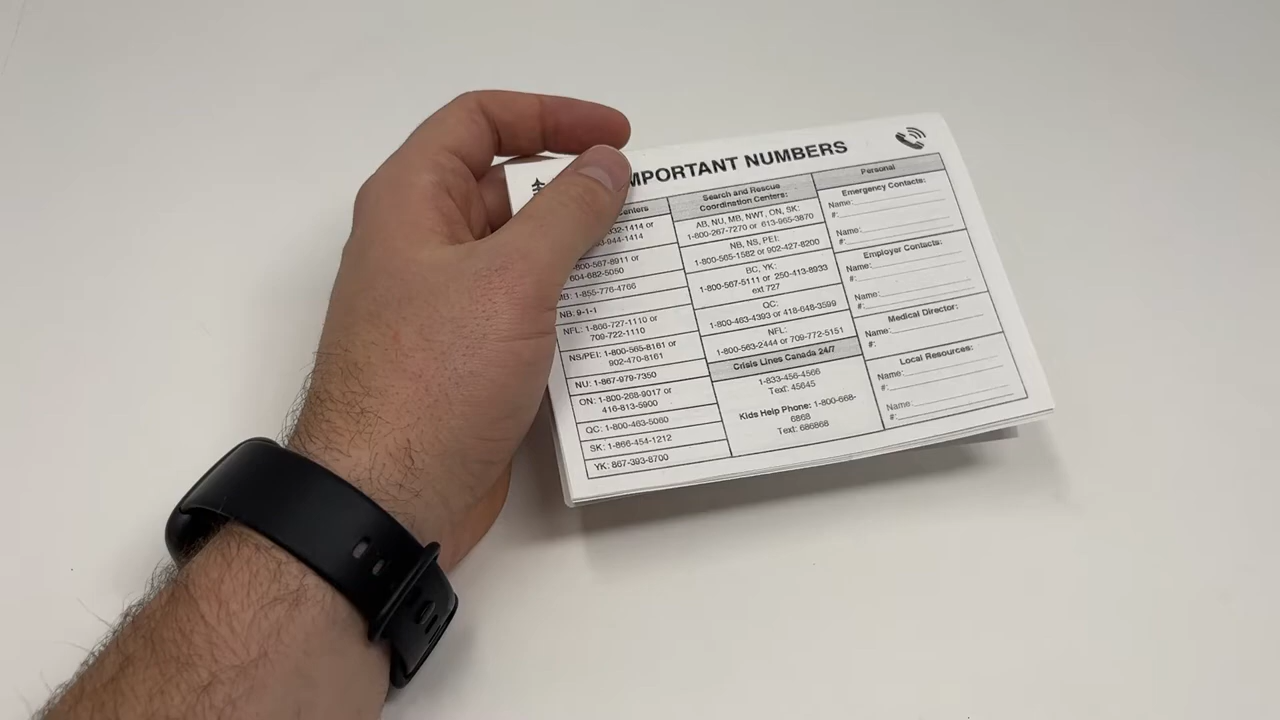 IMPORTANT NUMBERS
Centers
332-1414 or
944-1414
800-567-8911 or
604-682-5050
MB: 1-855-776-4766
NB: 9-1-1
NFL: 1-866-727-1110 or
709-722-1110
NS/PEI: 1-800-565-8161 or
902-470-8161
NU: 1-867-979-7350
ON: 1-800-268-9017 or
416-813-5900
QC: 1-800-463-5060
SK: 1-866-454-1212
YK: 867-393-8700
Search and Rescue
Coordination Centers:
AB, NU, MB, NWT, ON, SK:
1-800-267-7270 or 613-965-3870
NB, NS, PEI:
1-800-565-1582 or 902-427-8200
BC, YK:
1-800-567-5111 or 250-413-8933
ext 727
QC:
1-800-463-4393 or 418-648-3599
NFL:
1-800-563-2444 or 709-772-5151
Crisis Lines Canada 24/7
1-833-456-4566
Text: 45645
Kids Help Phone: 1-800-668-
6868
Text: 686868
Personal
Emergency Contacts:
Name:
#:
Name:
#:
Employer Contacts:
Name:
#:
Name:
#:
Medical Director:
Name:
#:
Local Resources:
Name:
#:
Name:
#: